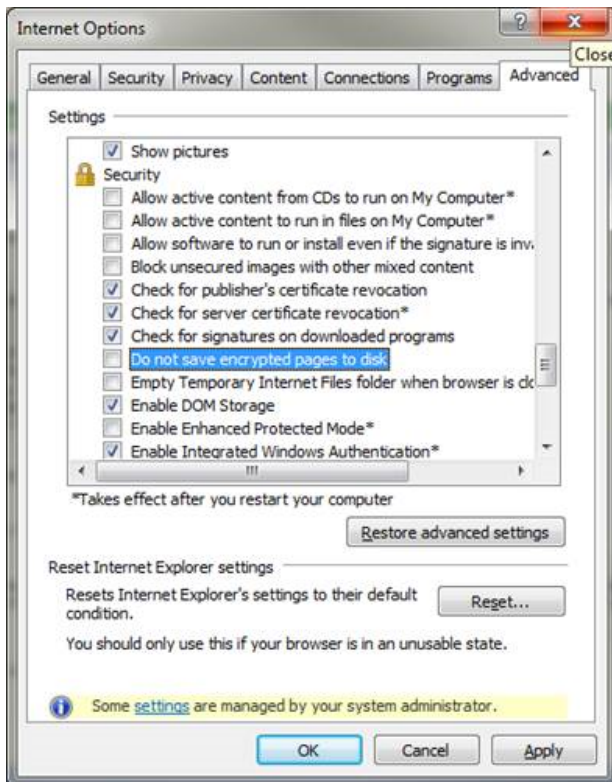 Internet Options
?
x
Close
General Security Privacy Content Connections Programs Advanced
Settings
Show pictures
Security
Allow active content from CDs to run on My Computer*
Allow active content to run in files on My Computer*
Allow software to run or install even if the signature is inva
Block unsecured images with other mixed content
Check for publisher's certificate revocation
Check for server certificate revocation*
Check for signatures on downloaded programs
Do not save encrypted pages to disk
Empty Temporary Internet Files folder when browser is clo
Enable DOM Storage
Enable Enhanced Protected Mode*
Enable Integrated Windows Authentication*
*Takes effect after you restart your computer
Restore advanced settings
Reset Internet Explorer settings
Resets Internet Explorer's settings to their default
condition.
Reset...
You should only use this if your browser is in an unusable state.
Some settings are managed by your system administrator.
OK Cancel Apply